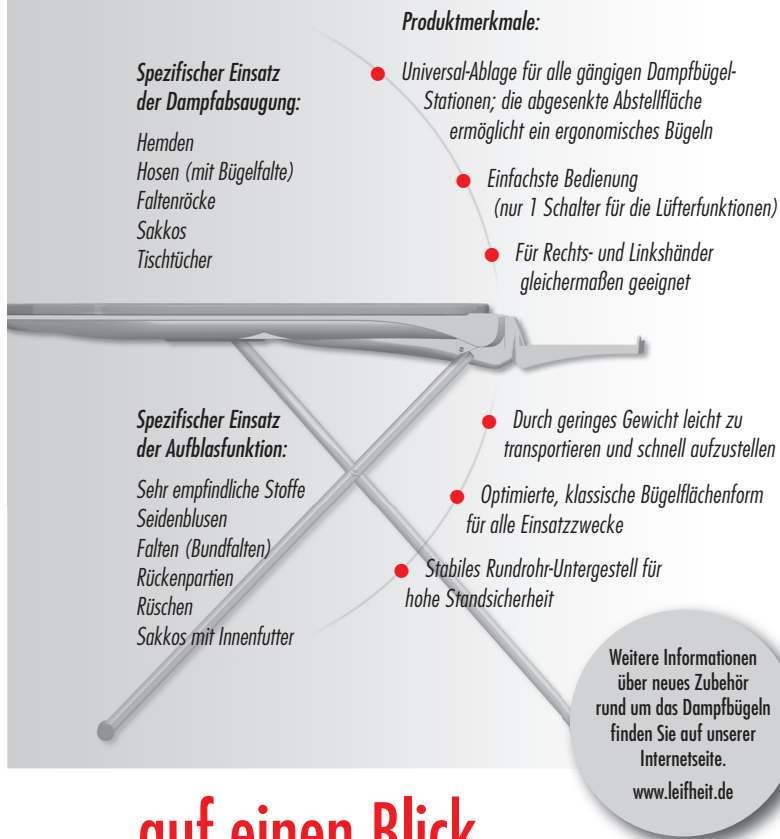 Produktmerkmale:
Spezifischer Einsatz
der Dampfabsaugung:
Hemden
Hosen (mit Bügelfalte)
Faltenröcke
Sakkos
Tischtücher
Universal-Ablage für alle gängigen Dampfbügel-
Stationen; die abgesenkte Abstellfläche
ermöglicht ein ergonomisches Bügeln
Einfachste Bedienung
(nur 1 Schalter für die Lüfterfunktionen)
Für Rechts- und Linkshänder
gleichermaßen geeignet
Spezifischer Einsatz
der Aufblasfunktion:
Sehr empfindliche Stoffe
Seidenblusen
Falten (Bundfalten)
Rückenpartien
Rüschen
Sakkos mit Innenfutter
Durch geringes Gewicht leicht zu
transportieren und schnell aufzustellen
Optimierte, klassische Bügelflächenform
für alle Einsatzzwecke
Stabiles Rundrohr-Untergestell für
hohe Standsicherheit
Weitere Informationen
über neues Zubehör
rund um das Dampfbügeln
finden Sie auf unserer
Internetseite.
www.leifheit.de
auf einen Blick